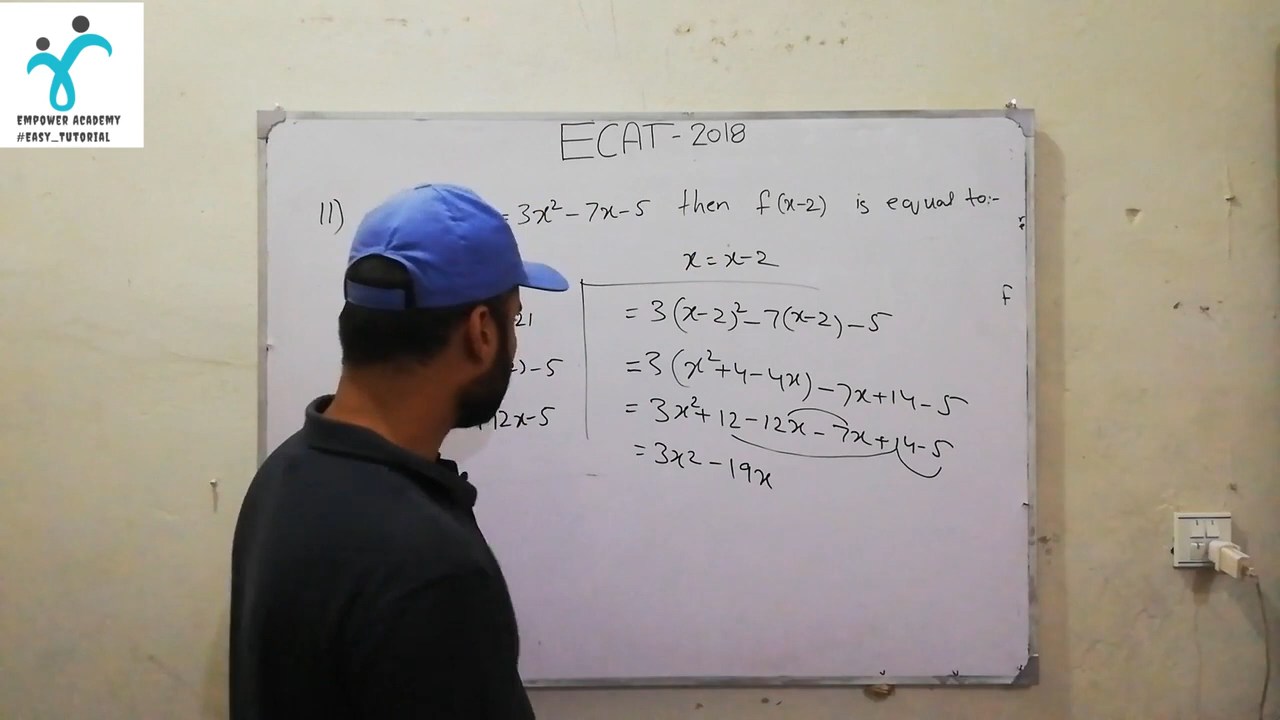 EMPOWER ACADEMY
#EASY_TUTORIAL
ECAT-2018
11) = 3x² - 7x - 5 then f(x-2) is equal to:-
x = x-2
21
) - 5
12x - 5
= 3(x-2)² - 7(x-2) - 5
= 3(x² + 4 - 4x) - 7x + 14 - 5
= 3x² + 12 - 12x - 7x + 14 - 5
= 3x² - 19x
f